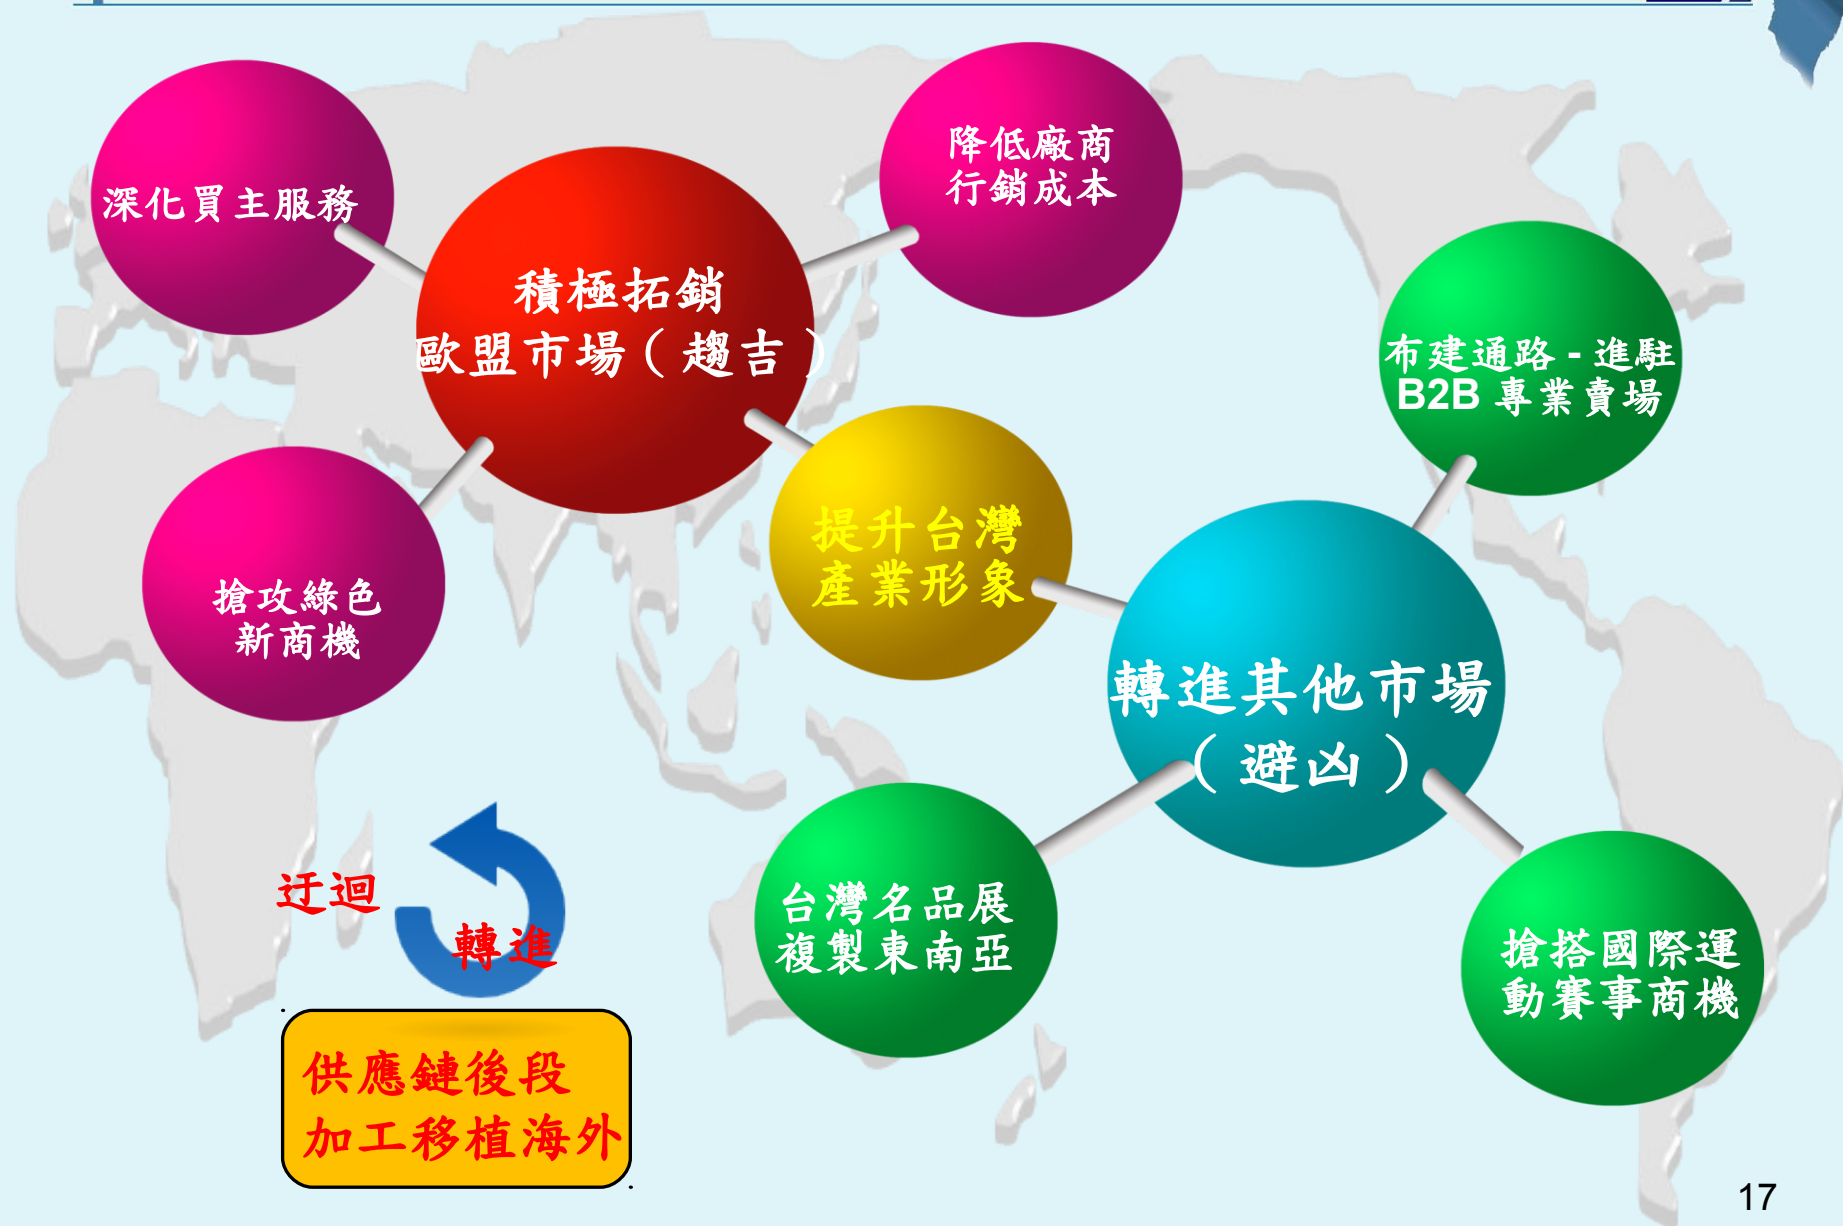 深化買主服務
降低廠商
行銷成本
積極拓銷
歐盟市場（趨吉）
布建通路 - 進駐
B2B 專業賣場
提升台灣
產業形象
搶攻綠色
新商機
轉進其他市場
（避凶）
迂迴
轉進
台灣名品展
複製東南亞
搶搭國際運
動賽事商機
供應鏈後段
加工移植海外
17